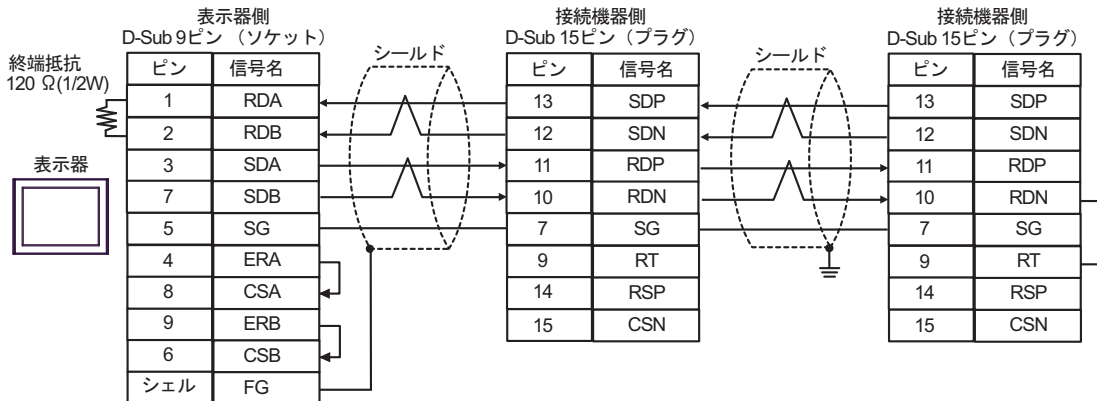 表示器側
D-Sub 9ピン （ソケット）
接続機器側
D-Sub 15ピン（プラグ）
接続機器側
D-Sub 15ピン（プラグ）
終端抵抗
120 Ω(1/2W)
シールド
シールド
表示器
ピン 信号名
1 RDA
2 RDB
3 SDA
7 SDB
5 SG
4 ERA
8 CSA
9 ERB
6 CSB
シェル FG
ピン 信号名
13 SDP
12 SDN
11 RDP
10 RDN
7 SG
9 RT
14 RSP
15 CSN
ピン 信号名
13 SDP
12 SDN
11 RDP
10 RDN
7 SG
9 RT
14 RSP
15 CSN